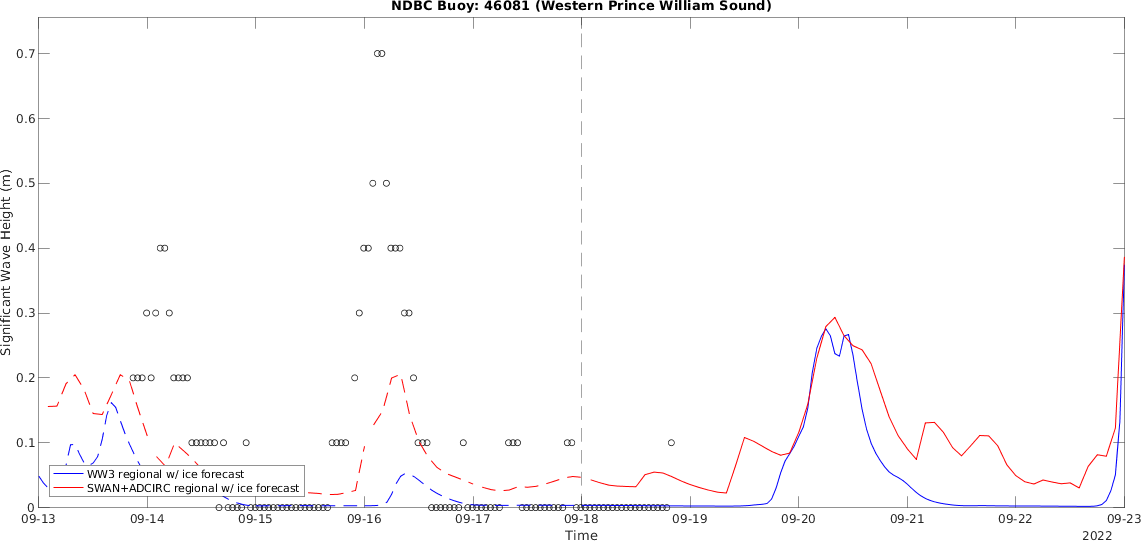 NDBC Buoy: 46081 (Western Prince William Sound)
Significant Wave Height (m)
0.7
0.6
0.5
0.4
0.3
0.2
0.1
0
WW3 regional w/ ice forecast
SWAN+ADCIRC regional w/ ice forecast
09-13 09-14 09-15 09-16 09-17 09-18 09-19 09-20 09-21 09-22 09-23
Time
2022